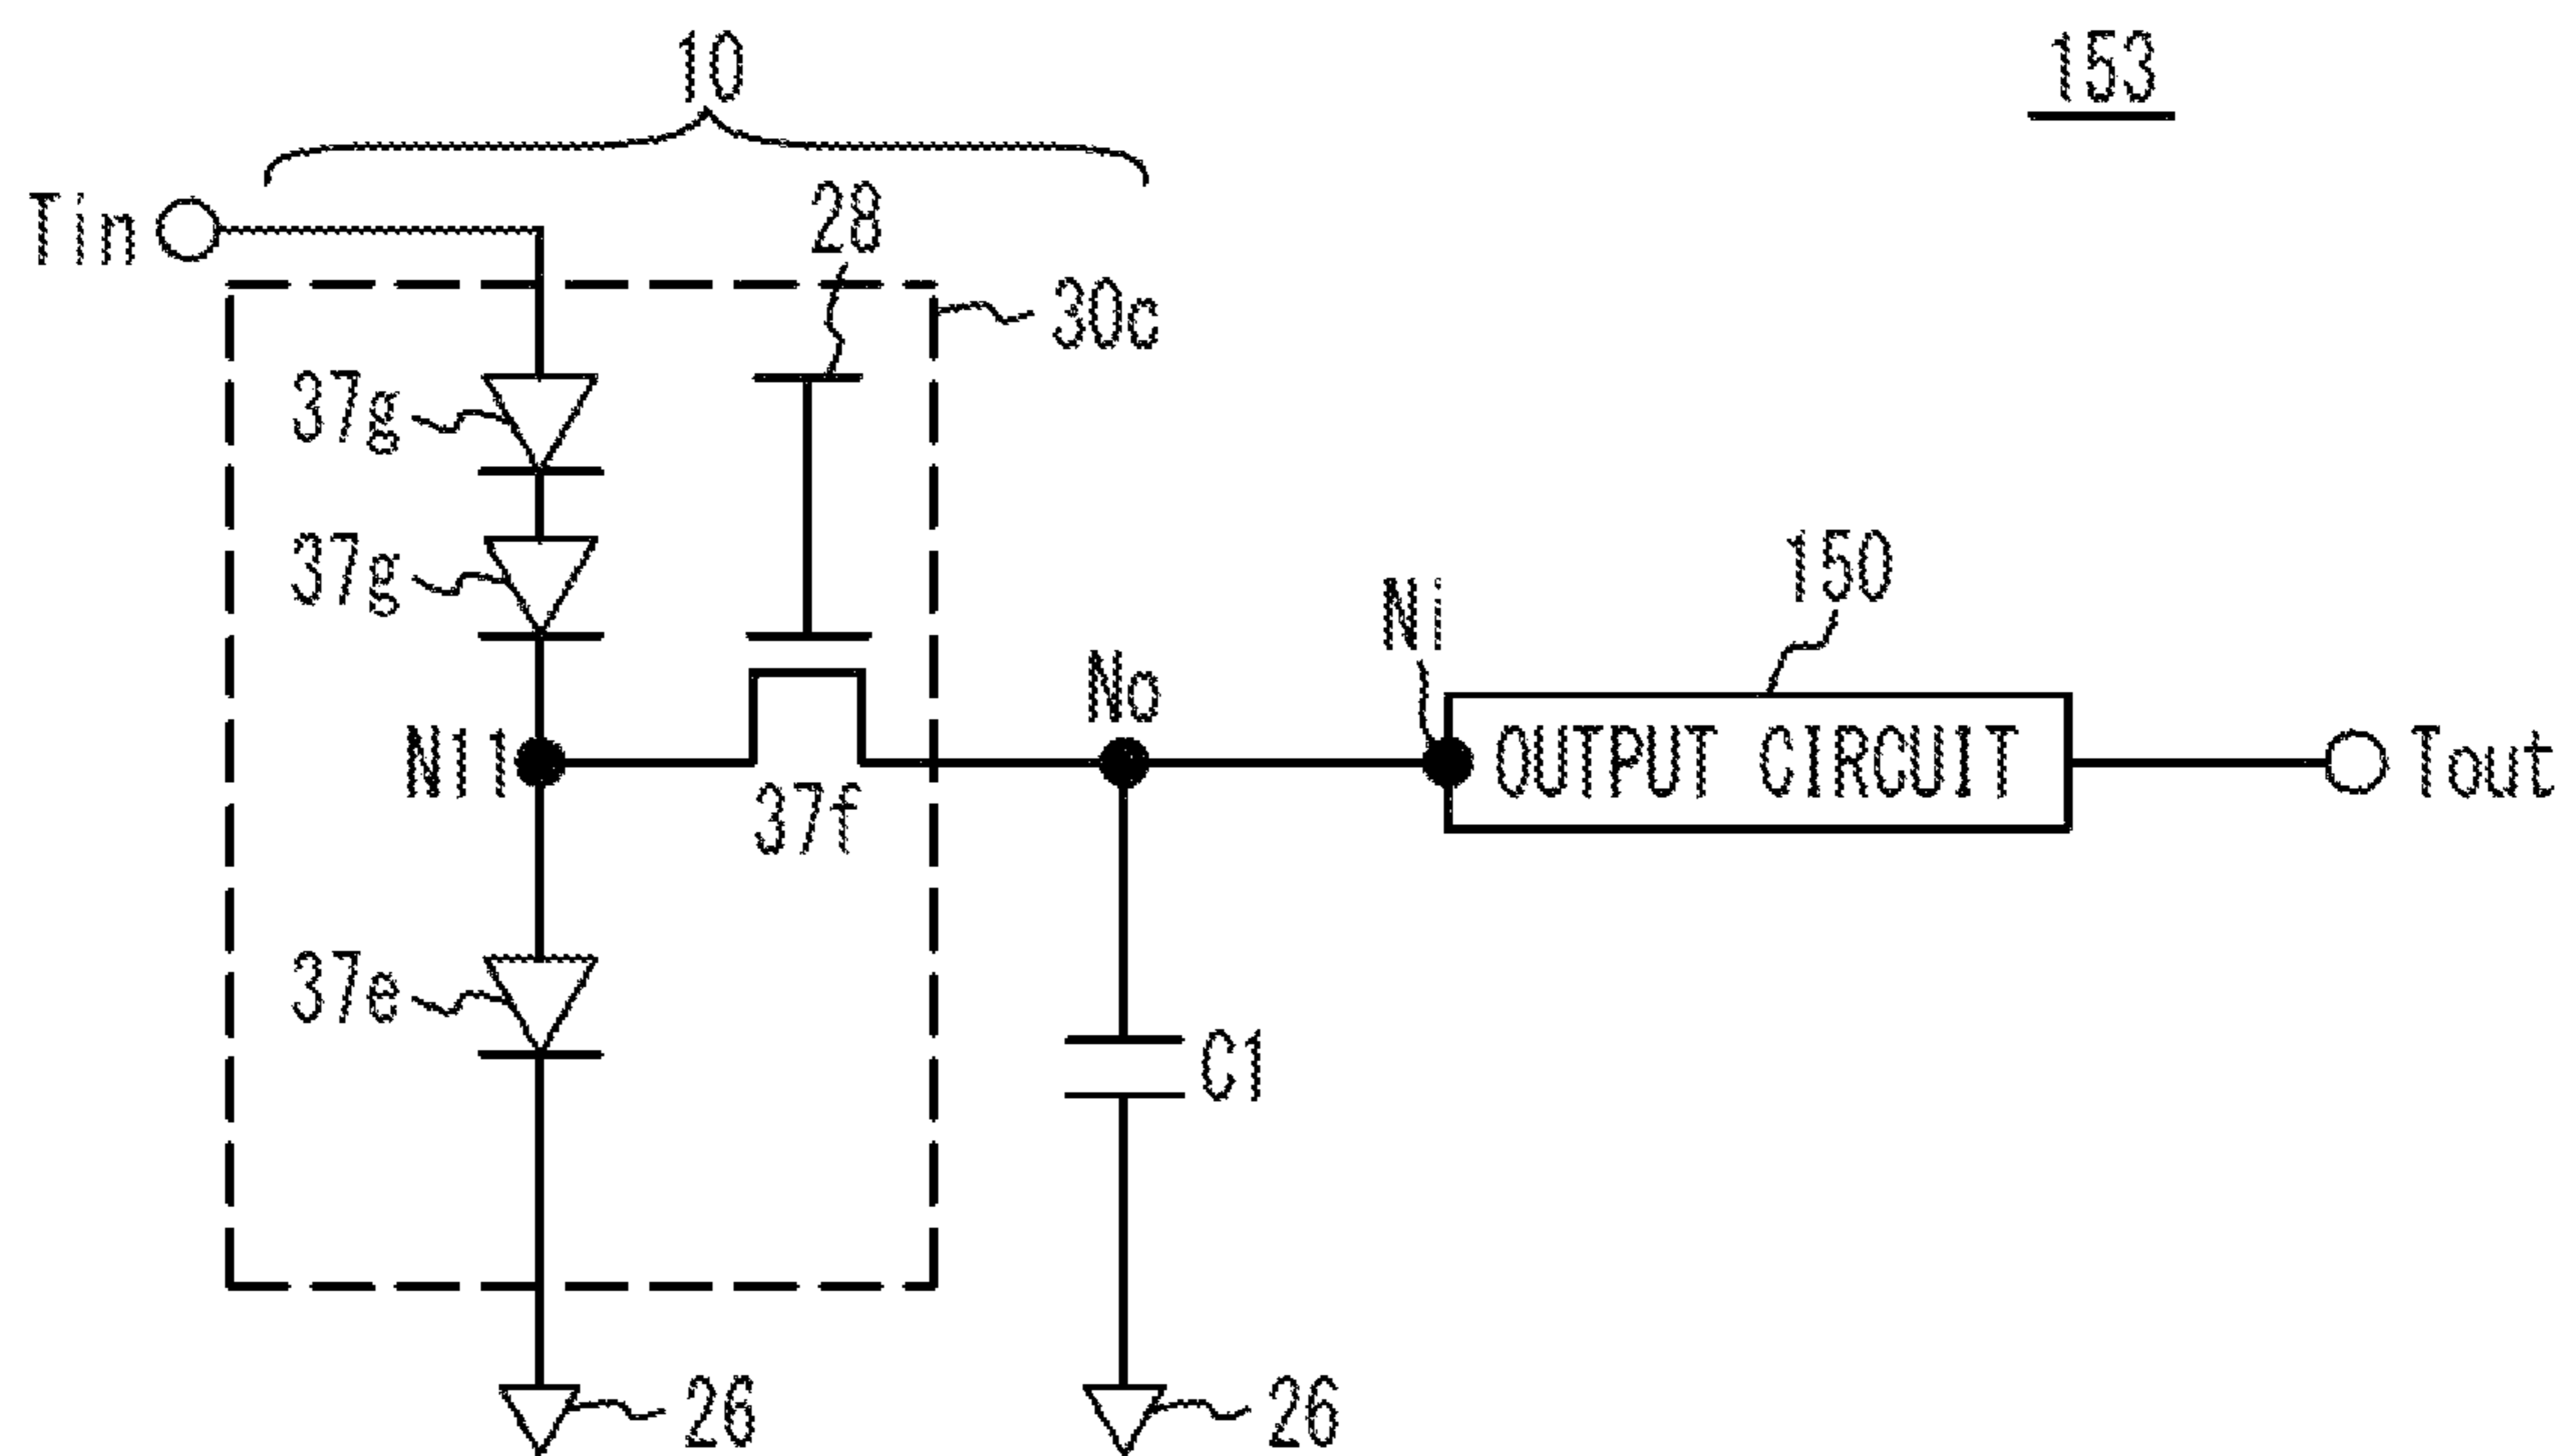 10
153
Tin
28
30c
37g
37g
150
Ni
No
N11
OUTPUT CIRCUIT
Tout
37f
37e
C1
26
26